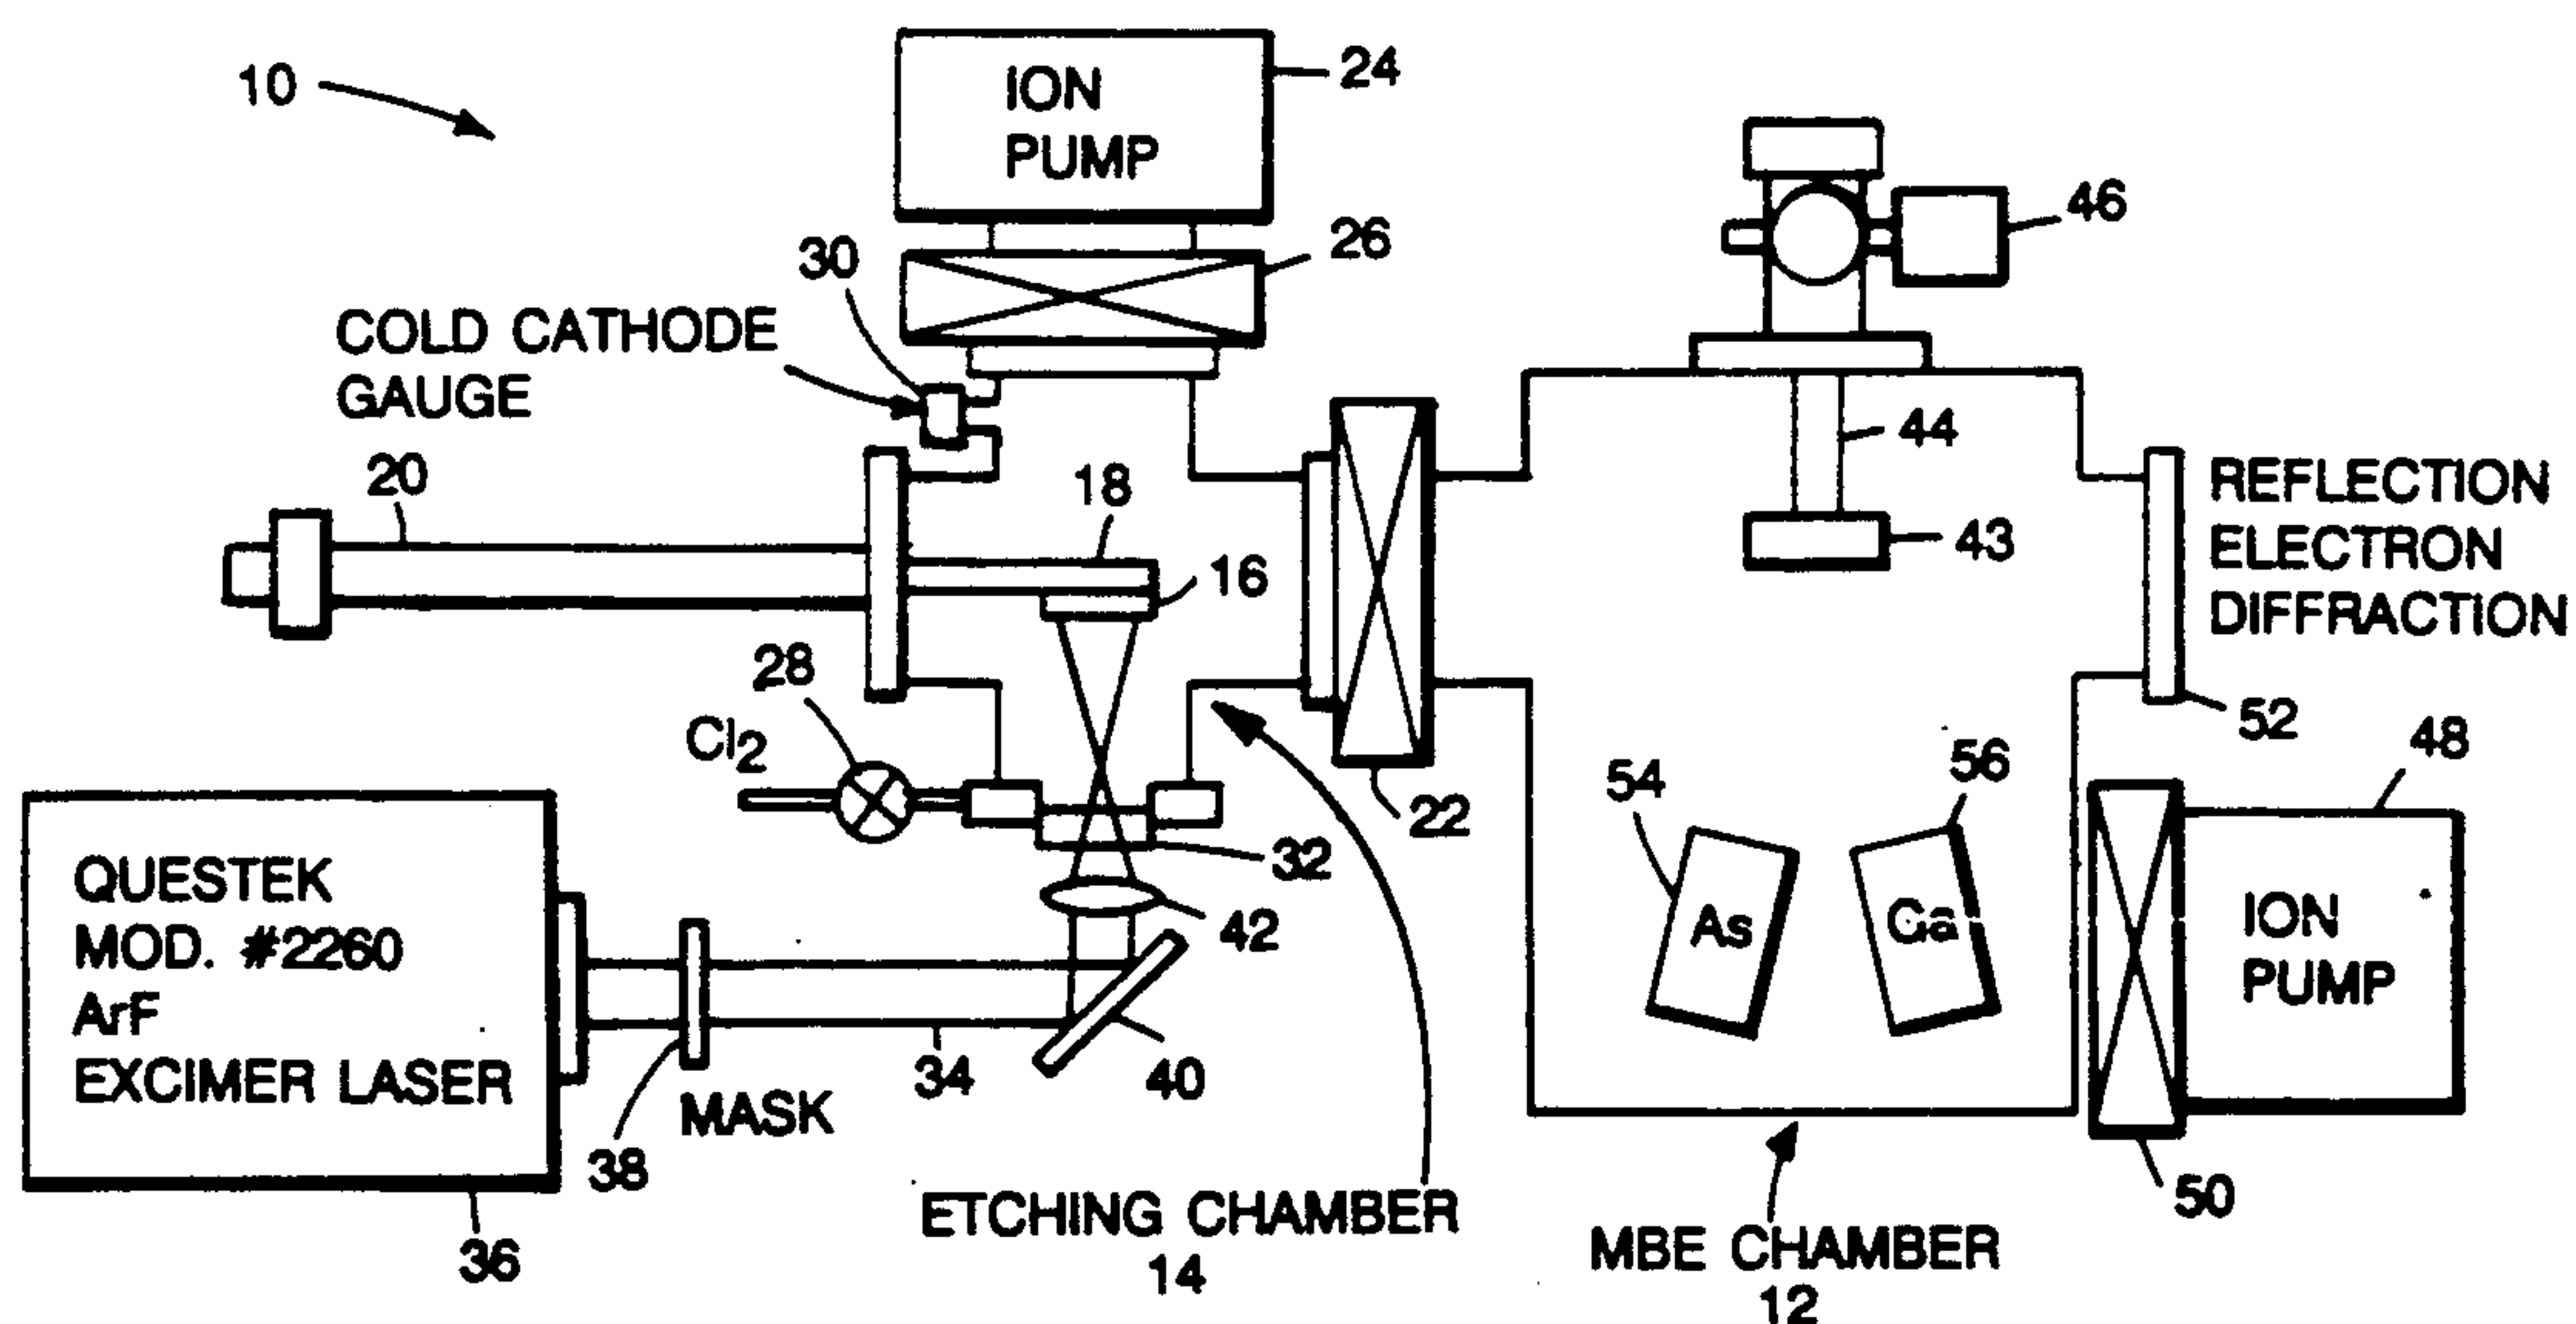 10
ION
PUMP
24
26
30
COLD CATHODE
GAUGE
20
18
16
28
Cl2
QUESTEK
MOD. #2260
ArF
EXCIMER LASER
36
38
MASK
34
40
42
32
ETCHING CHAMBER
14
22
46
44
43
REFLECTION
ELECTRON
DIFFRACTION
52
48
54
As
56
Ga
ION
PUMP
50
MBE CHAMBER
12